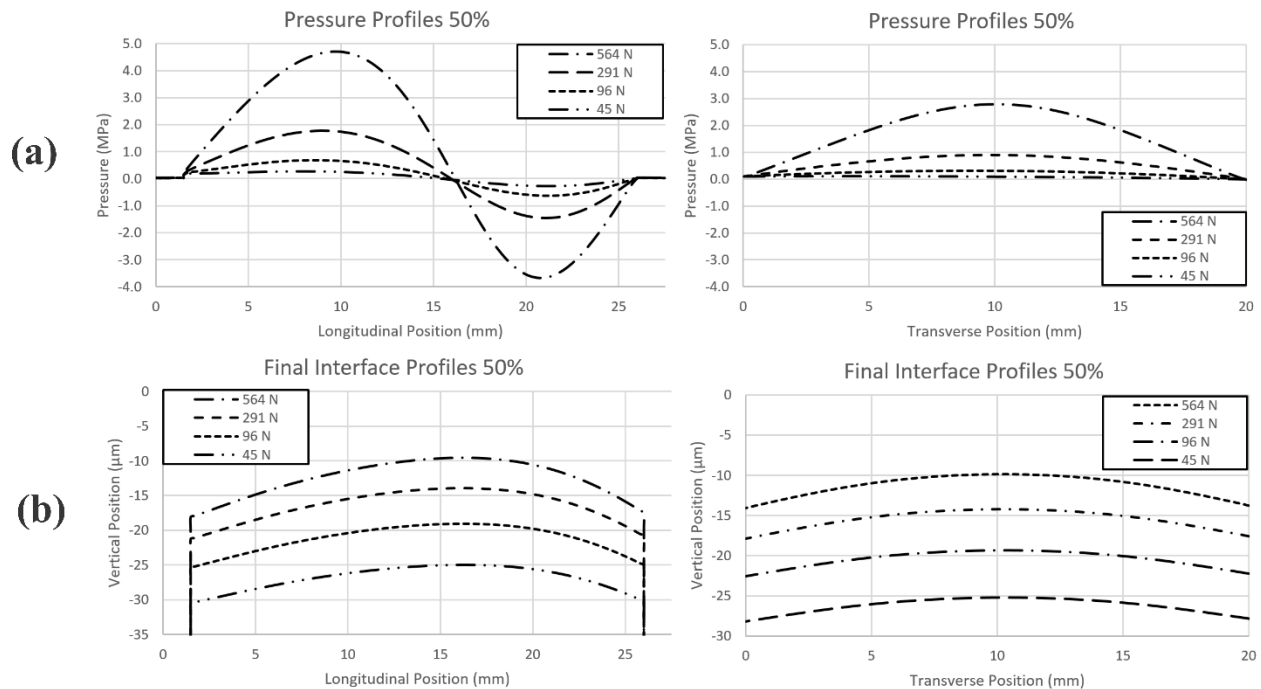 Pressure Profiles 50%
5.0
4.0
3.0
2.0
1.0
0.0
-1.0
-2.0
-3.0
-4.0
Pressure (MPa)
0 5 10 15 20 25
Longitudinal Position (mm)
564 N
291 N
96 N
45 N
Pressure Profiles 50%
5.0
4.0
3.0
2.0
1.0
0.0
-1.0
-2.0
-3.0
-4.0
Pressure (MPa)
0 5 10 15 20
Transverse Position (mm)
564 N
291 N
96 N
45 N
(a)
Final Interface Profiles 50%
0
-5
-10
-15
-20
-25
-30
-35
Vertical Position (µm)
0 5 10 15 20 25
Longitudinal Position (mm)
564 N
291 N
96 N
45 N
Final Interface Profiles 50%
0
-5
-10
-15
-20
-25
-30
Vertical Position (µm)
0 5 10 15 20
Transverse Position (mm)
564 N
291 N
96 N
45 N
(b)